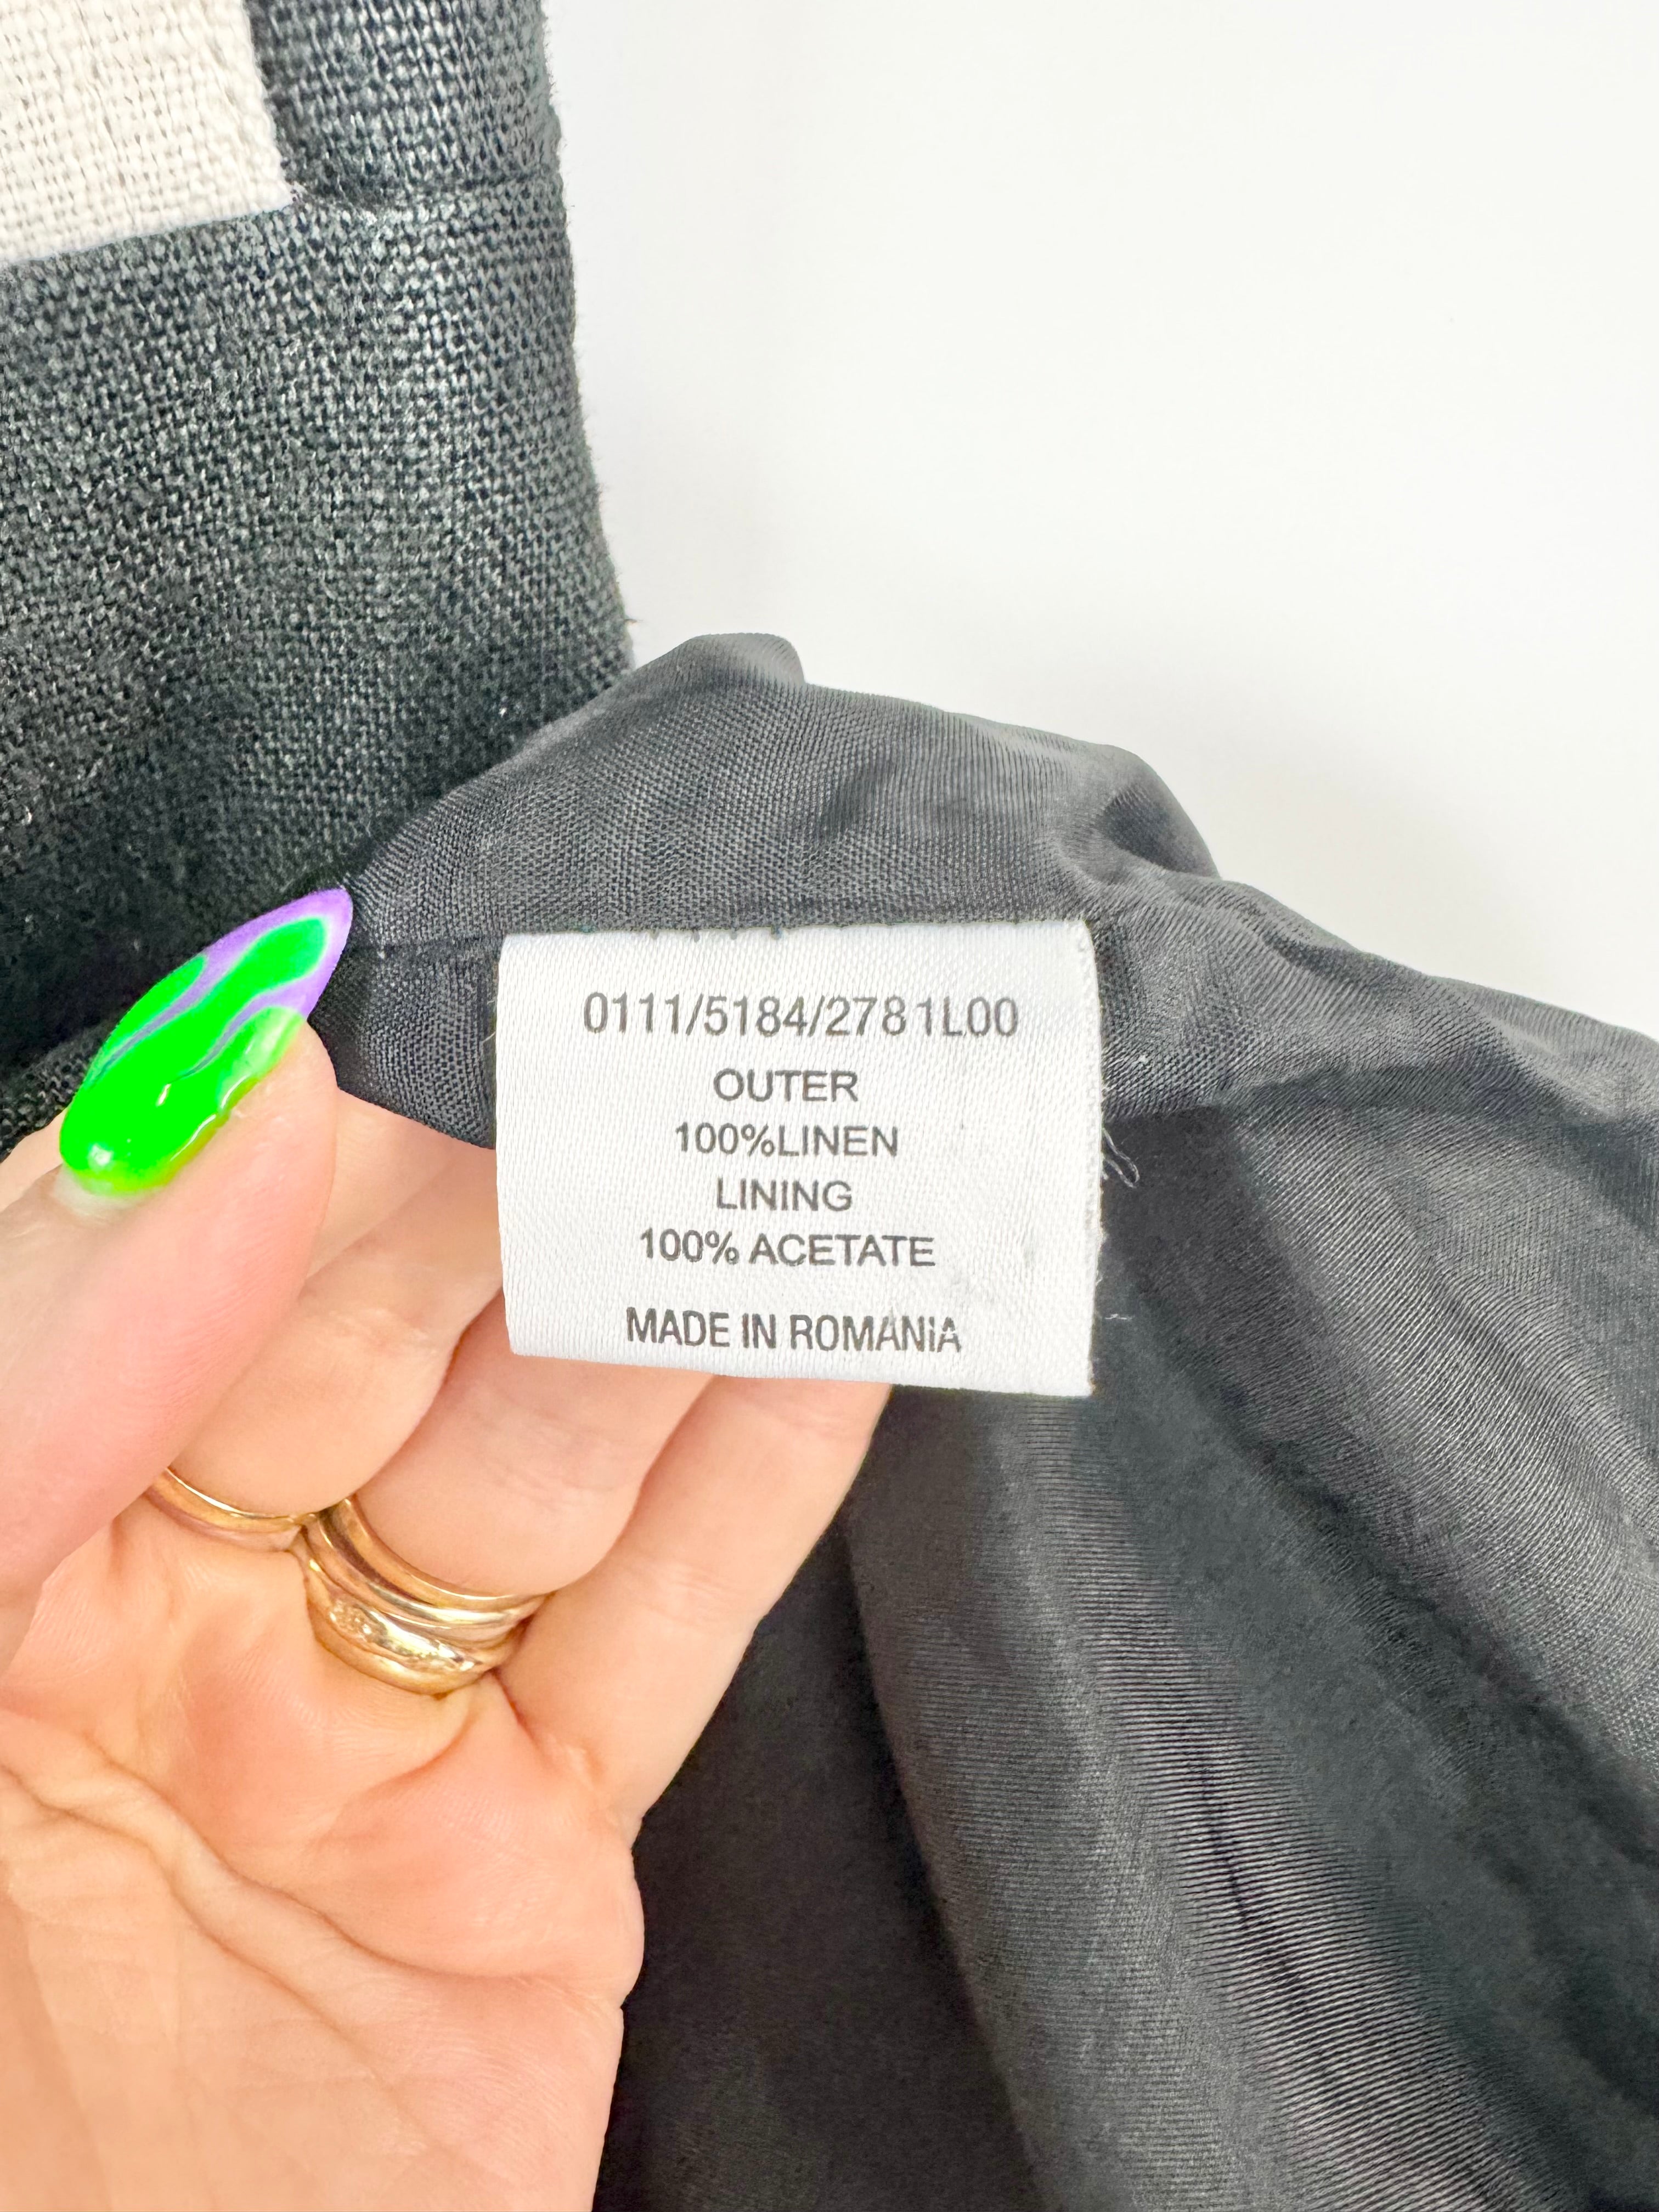 0111/5184/2781L00
OUTER
100%LINEN
LINING
100% ACETATE
MADE IN ROMANiA